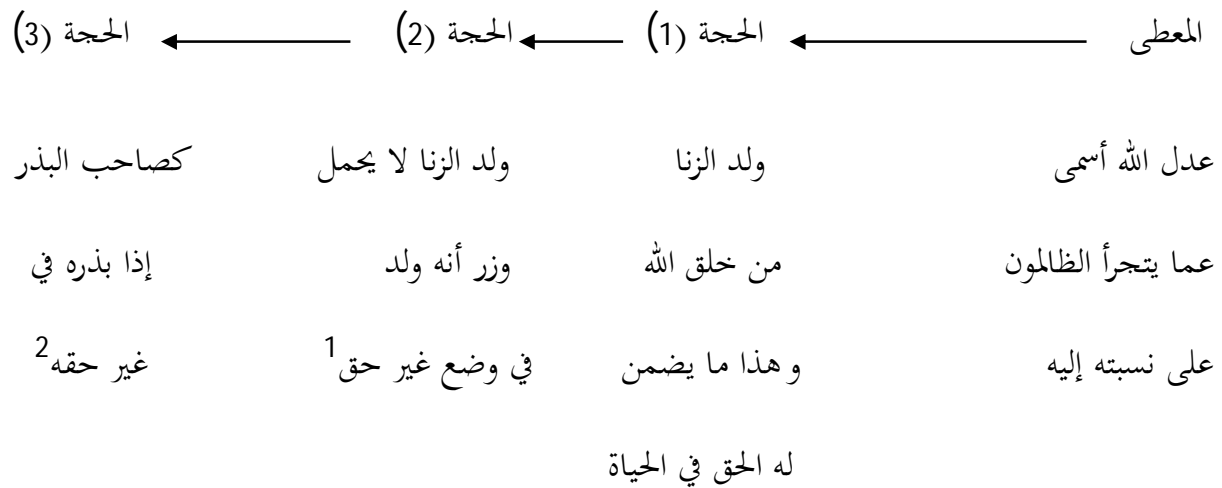 المعطى الحجة (1) الحجة (2) الحجة (3)
عدل الله أسمى ولد الزنا ولد الزنا لا يحمل كصاحب البذر
عما يتجرأ الظالمون من خلق الله وزر أنه ولد إذا بذره في
على نسبته إليه و هذا ما يضمن في وضع غير حق1 غير حقه2
له الحق في الحياة